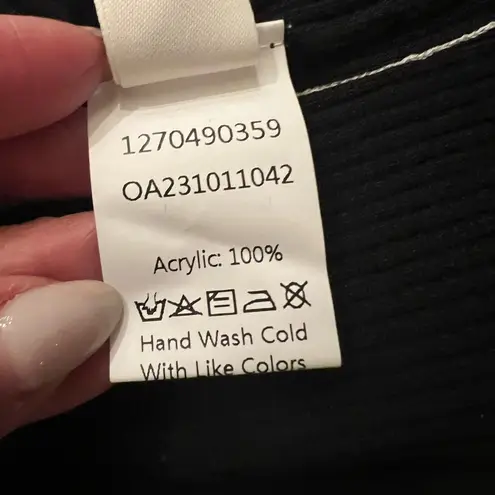 1270490359
OA231011042
Acrylic: 100%
Hand Wash Cold
With Like Colors